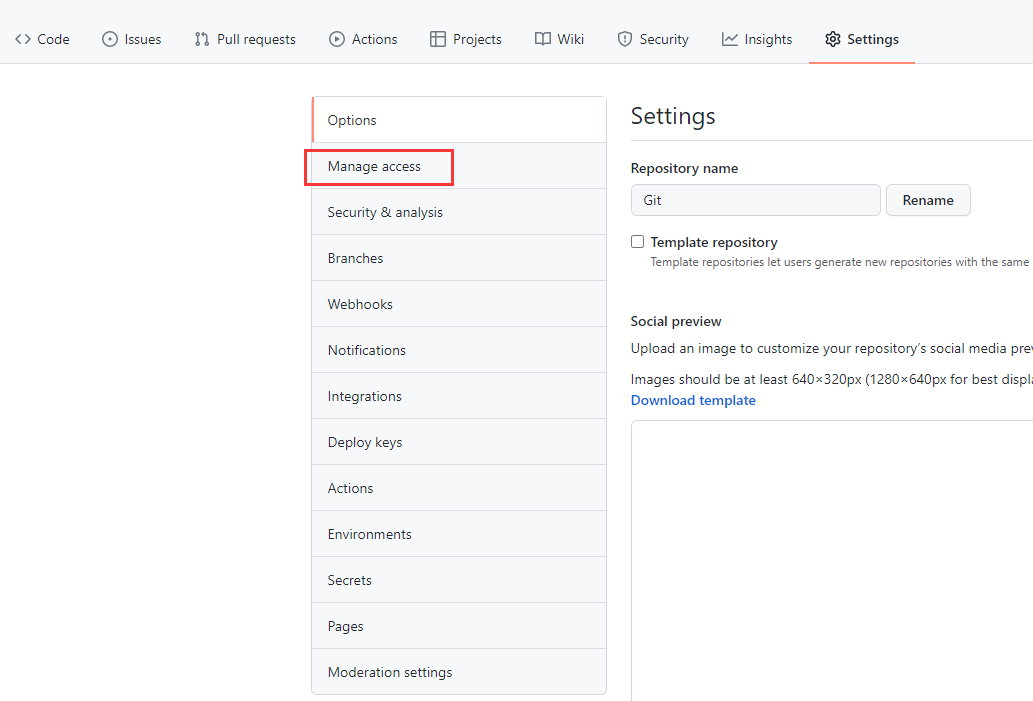 Code Issues Pull requests Actions Projects Wiki Security Insights Settings
Options
Manage access
Security & analysis
Branches
Webhooks
Notifications
Integrations
Deploy keys
Actions
Environments
Secrets
Pages
Moderation settings
Settings
Repository name
Git Rename
Template repository
Template repositories let users generate new repositories with the same
Social preview
Upload an image to customize your repository's social media
Images should be at least 640×320px (1280×640px for best
Download template